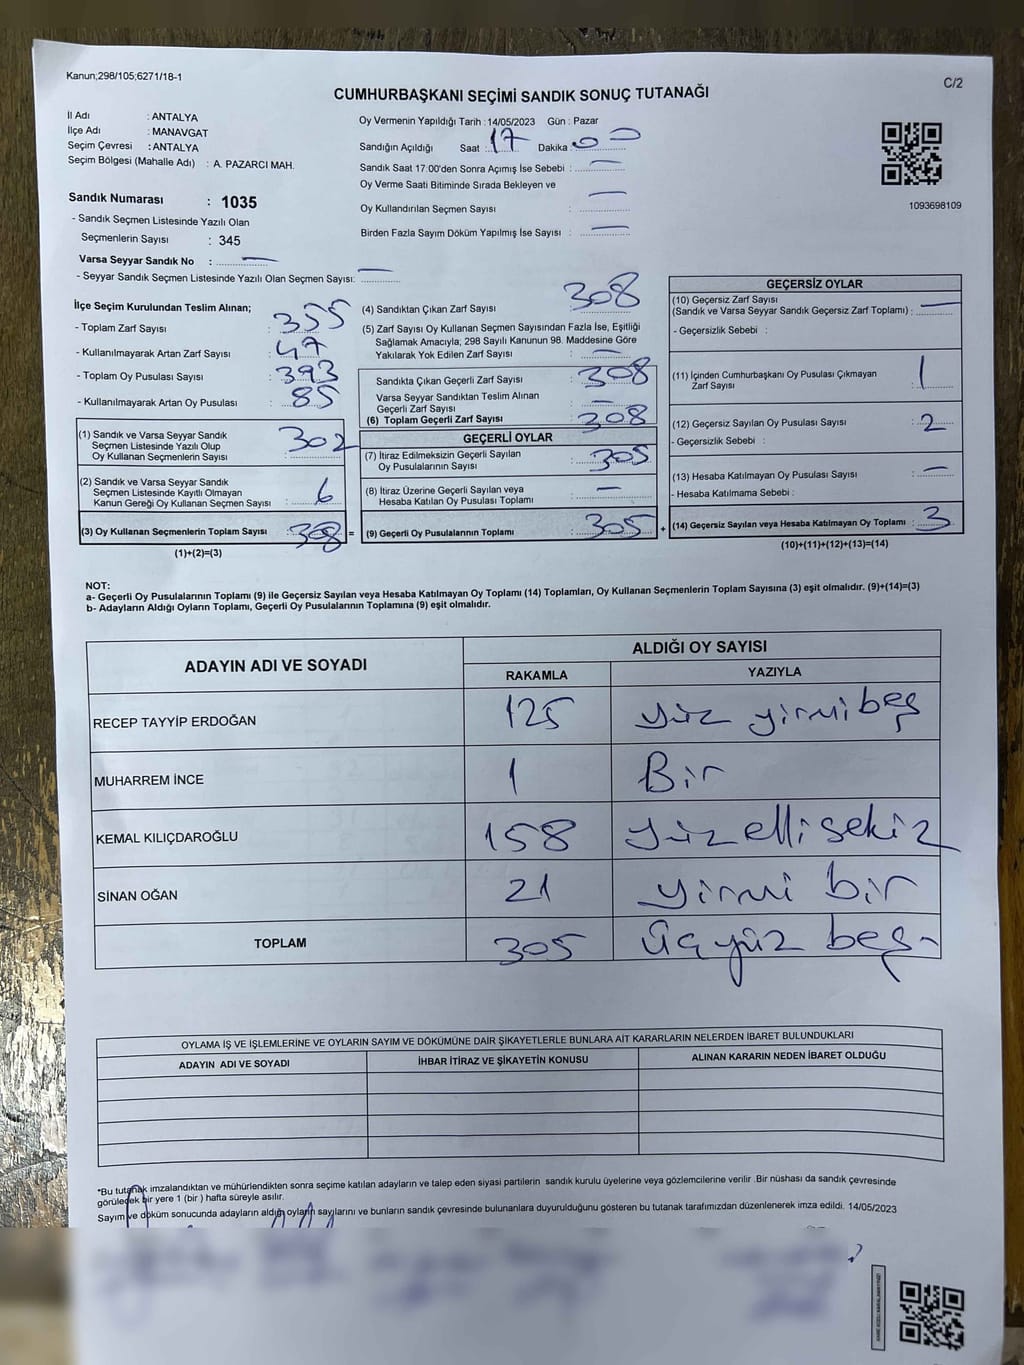 Kanun;298/105;6271/18-1
C/2
CUMHURBAŞKANI SEÇİMİ SANDIK SONUÇ TUTANAĞI
İl Adı : ANTALYA
İlçe Adı : MANAVGAT
Seçim Çevresi : ANTALYA
Seçim Bölgesi (Mahalle Adı) : A. PAZARCI MAH.
Sandık Numarası : 1035
- Sandık Seçmen Listesinde Yazılı Olan
Seçmenlerin Sayısı : 345
Varsa Seyyar Sandık No : —
- Seyyar Sandık Seçmen Listesinde Yazılı Olan Seçmen Sayısı: —
Oy Vermenin Yapıldığı Tarih : 14/05/2023 Gün : Pazar
Sandığın Açıldığı Saat : 17 Dakika : 00
Sandık Saat 17.00'den Sonra Açımış İse Sebebi : —
Oy Verme Saati Bitiminde Sırada Bekleyen ve —
Oy Kullandırılan Seçmen Sayısı :
Birden Fazla Sayım Döküm Yapılmış İse Sayısı : —
1093698109
İlçe Seçim Kurulundan Teslim Alınan;
- Toplam Zarf Sayısı : 355
- Kullanılmayarak Artan Zarf Sayısı : 47
- Toplam Oy Pusulası Sayısı : 393
- Kullanılmayarak Artan Oy Pusulası : 85
(1) Sandık ve Varsa Seyyar Sandık
Seçmen Listesinde Yazılı Olup
Oy Kullanan Seçmenlerin Sayısı : 302
(2) Sandık ve Varsa Seyyar Sandık
Seçmen Listesinde Kayıtlı Olmayan
Kanun Gereği Oy Kullanan Seçmen Sayısı : 6
(3) Oy Kullanan Seçmenlerin Toplam Sayısı : 308 =
(1)+(2)=(3)
(4) Sandıktan Çıkan Zarf Sayısı : 308
(5) Zarf Sayısı Oy Kullanan Seçmen Sayısından Fazla İse, Eşitliği
Sağlamak Amacıyla; 298 Sayılı Kanunun 98. Maddesine Göre
Yakılarak Yok Edilen Zarf Sayısı : —
Sandıkta Çıkan Geçerli Zarf Sayısı : 308
Varsa Seyyar Sandıktan Teslim Alınan
Geçerli Zarf Sayısı : —
(6) Toplam Geçerli Zarf Sayısı : 308
GEÇERLİ OYLAR
(7) İtiraz Edilmeksizin Geçerli Sayılan
Oy Pusulalarının Sayısı : 305
(8) İtiraz Üzerine Geçerli Sayılan veya
Hesaba Katılan Oy Pusulası Toplamı : —
(9) Geçerli Oy Pusulalarının Toplamı : 305 +
GEÇERSİZ OYLAR
(10) Geçersiz Zarf Sayısı
(Sandık ve Varsa Seyyar Sandık Geçersiz Zarf Toplamı) : —
- Geçersizlik Sebebi :
(11) İçinden Cumhurbaşkanı Oy Pusulası Çıkmayan
Zarf Sayısı : 1
(12) Geçersiz Sayılan Oy Pusulası Sayısı : 2
- Geçersizlik Sebebi :
(13) Hesaba Katılmayan Oy Pusulası Sayısı : —
- Hesaba Katılmama Sebebi :
(14) Geçersiz Sayılan veya Hesaba Katılmayan Oy Toplamı : 3
(10)+(11)+(12)+(13)=(14)
NOT:
a- Geçerli Oy Pusulalarının Toplamı (9) ile Geçersiz Sayılan veya Hesaba Katılmayan Oy Toplamı (14) Toplamları, Oy Kullanan Seçmenlerin Toplam Sayısına (3) eşit olmalıdır. (9)+(14)=(3)
b- Adayların Aldığı Oyların Toplamı, Geçerli Oy Pusulalarının Toplamına (9) eşit olmalıdır.
ADAYIN ADI VE SOYADI ALDIĞI OY SAYISI
RAKAMLA YAZIYLA
RECEP TAYYİP ERDOĞAN 125 yüz yirmibeş
MUHARREM İNCE 1 Bir
KEMAL KILIÇDAROĞLU 158 yüzellisekiz
SİNAN OĞAN 21 yirmi bir
TOPLAM 305 üçyüz beş-
OYLAMA İŞ VE İŞLEMLERİNE VE OYLARIN SAYIM VE DÖKÜMÜNE DAİR ŞİKAYETLERLE BUNLARA AİT KARARLARIN NELERDEN İBARET BULUNDUKLARI
ADAYIN ADI VE SOYADI İHBAR İTİRAZ VE ŞİKAYETİN KONUSU ALINAN KARARIN NEDEN İBARET OLDUĞU
*Bu tutanak imzalandıktan ve mühürlendikten sonra seçime katılan adayların ve talep eden siyasi partilerin sandık kurulu üyelerine veya gözlemcilerine verilir .Bir nüshası da sandık çevresinde
görülecek bir yere 1 (bir ) hafta süreyle asılır.
Sayım ve döküm sonucunda adayların aldığı oyların sayılarını ve bunların sandık çevresinde bulunanlara duyurulduğunu gösteren bu tutanak tarafımızdan düzenlenerek imza edildi. 14/05/2023